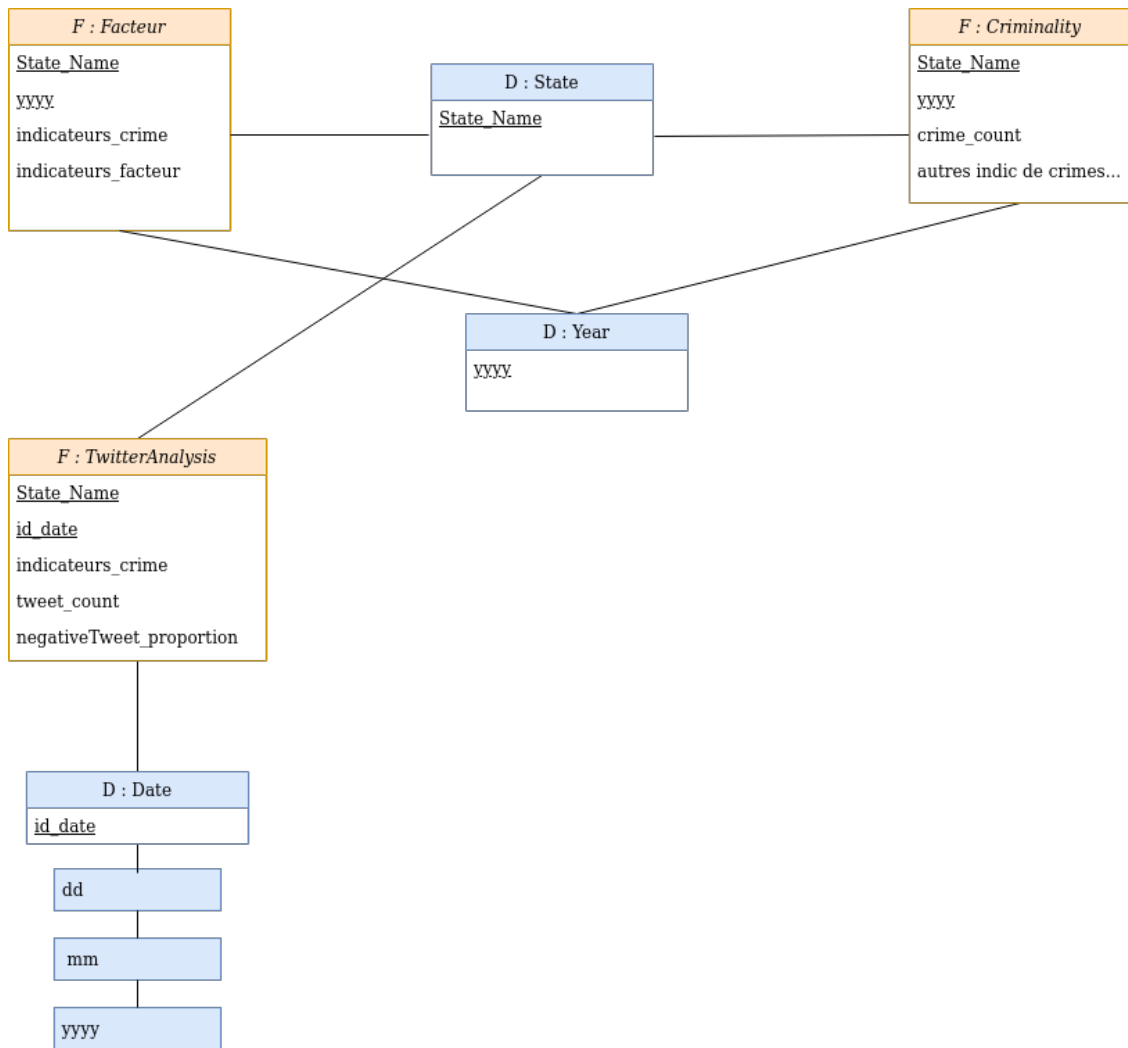 F : Facteur
State_Name
yyyy
indicateurs_crime
indicateurs_facteur
D : State
State_Name
F : Criminality
State_Name
yyyy
crime_count
autres indic de crimes...
D : Year
yyyy
F : TwitterAnalysis
State_Name
id_date
indicateurs_crime
tweet_count
negativeTweet_proportion
D : Date
id_date
dd
mm
yyyy